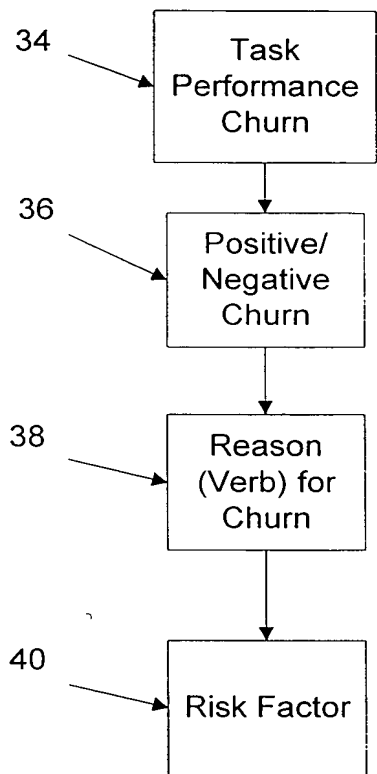 34
Task
Performance
Churn
36
Positive/
Negative
Churn
38
Reason
(Verb) for
Churn
40
Risk Factor